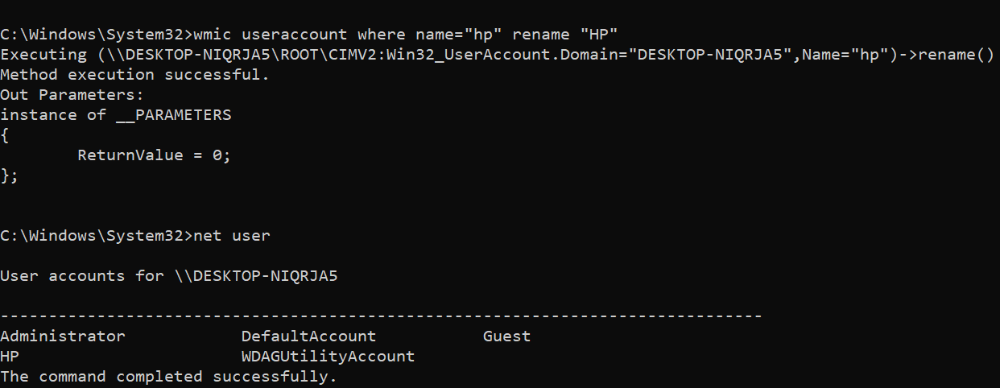 C:\Windows\System32>wmic useraccount where name="hp" rename "HP"
Executing (\\DESKTOP-NIQRJA5\ROOT\CIMV2:Win32_UserAccount.Domain="DESKTOP-NIQRJA5",Name="hp")->rename()
Method execution successful.
Out Parameters:
instance of __PARAMETERS
{
        ReturnValue = 0;
};
C:\Windows\System32>net user
User accounts for \\DESKTOP-NIQRJA5
-------------------------------------------------------------------------------
Administrator            DefaultAccount           Guest
HP                       WDAGUtilityAccount
The command completed successfully.